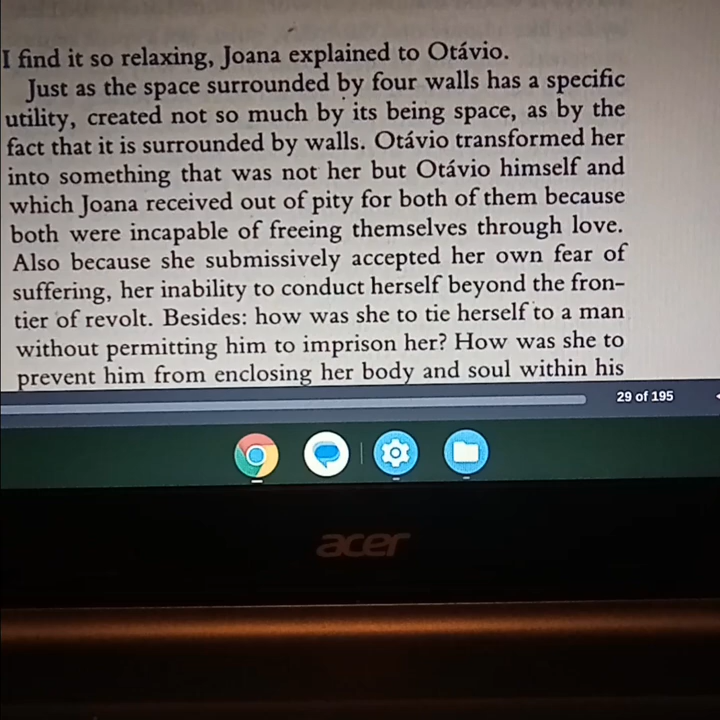 I find it so relaxing, Joana explained to Otávio.
Just as the space surrounded by four walls has a specific
utility, created not so much by its being space, as by the
fact that it is surrounded by walls. Otávio transformed her
into something that was not her but Otávio himself and
which Joana received out of pity for both of them because
both were incapable of freeing themselves through love.
Also because she submissively accepted her own fear of
suffering, her inability to conduct herself beyond the fron-
tier of revolt. Besides: how was she to tie herself to a man
without permitting him to imprison her? How was she to
prevent him from enclosing her body and soul within his
29 of 195
acer